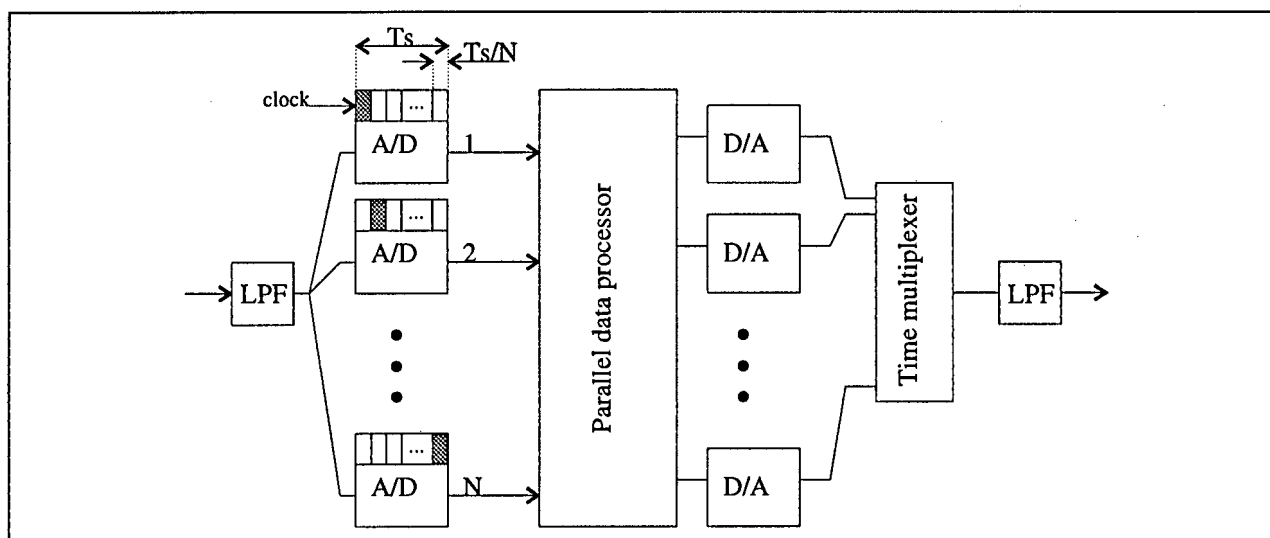 Ts
Ts/N
clock
...
A/D
1
...
A/D
2
LPF
...
A/D
N
Parallel data processor
D/A
D/A
D/A
Time multiplexer
LPF